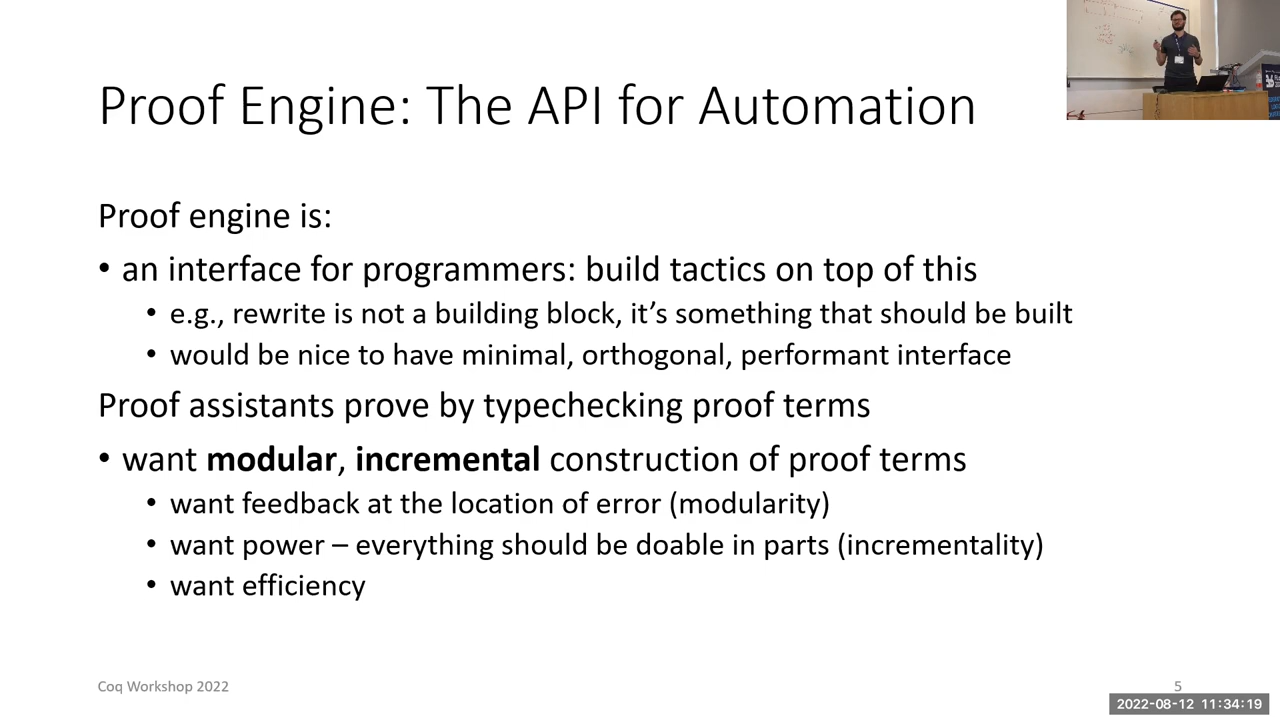 Proof Engine: The API for Automation
Proof engine is:
• an interface for programmers: build tactics on top of this
• e.g., rewrite is not a building block, it’s something that should be built
• would be nice to have minimal, orthogonal, performant interface
Proof assistants prove by typechecking proof terms
• want modular, incremental construction of proof terms
• want feedback at the location of error (modularity)
• want power – everything should be doable in parts (incrementality)
• want efficiency
Coq Workshop 2022
5
2022-08-12 11:34:19